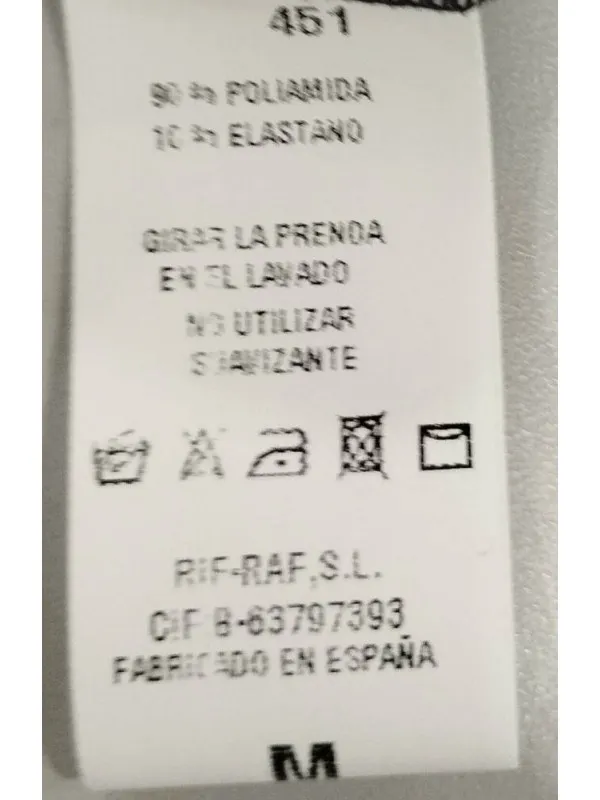 451
90 % POLIAMIDA
10 % ELASTANO
GIRAR LA PRENDA
EN EL LAVADO
NO UTILIZAR
SUAVIZANTE
RIF-RAF,S.L.
CIF B-63797393
FABRICADO EN ESPAÑA
M